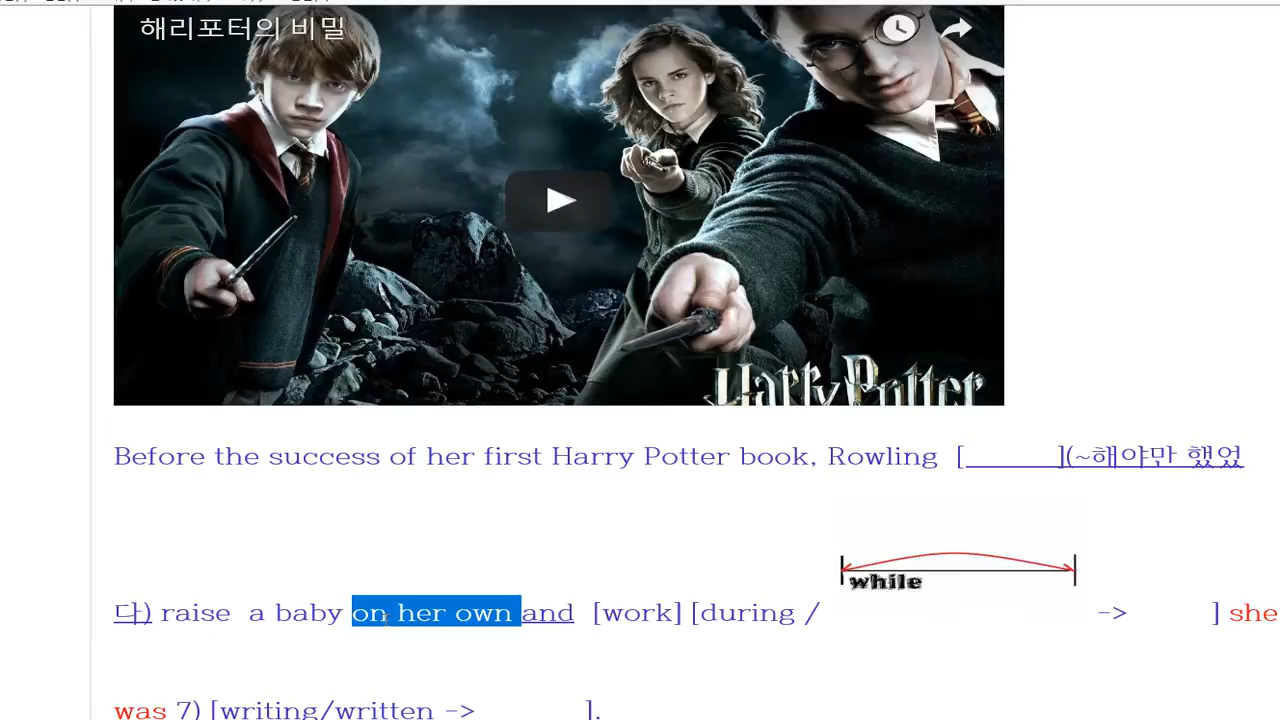 해리포터의 비밀
Harry Potter
Before the success of her first Harry Potter book, Rowling [______](~해야만 했었
while
다) raise a baby on her own and [work] [during / -> ] she
was 7) [writing/written -> ].